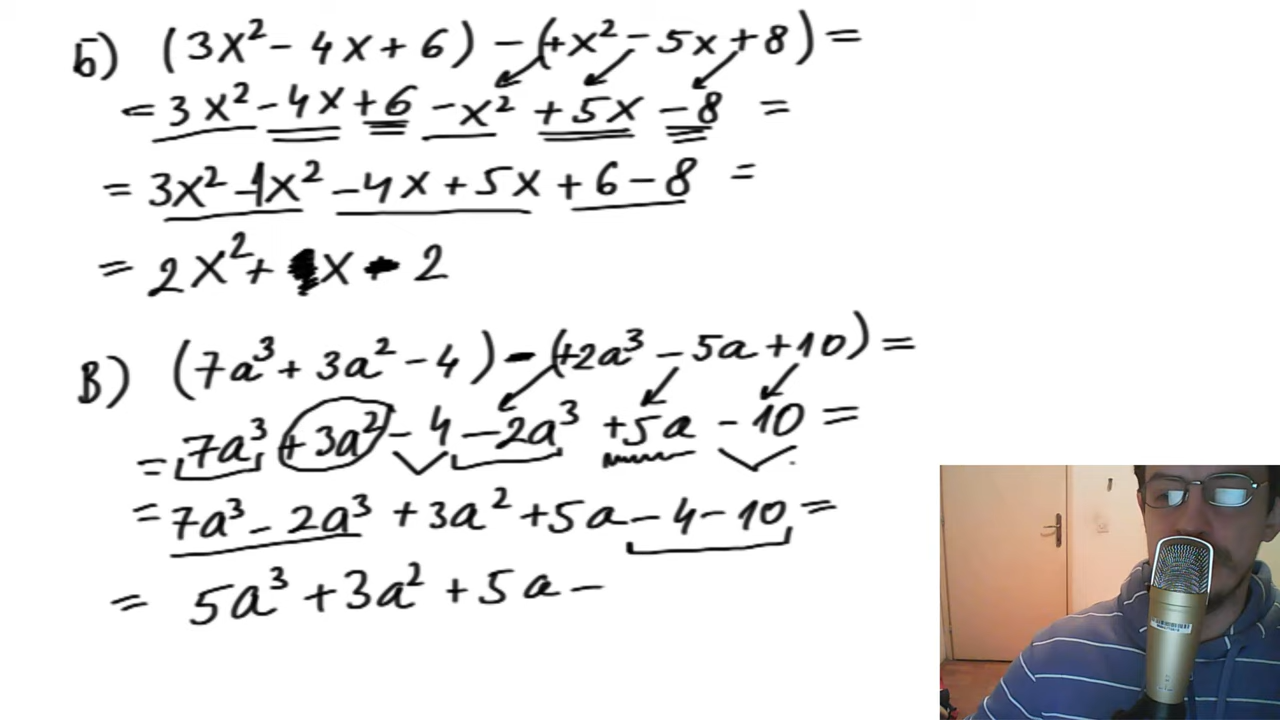 Б) (3x² - 4x + 6) - (+x² - 5x + 8) =
= 3x² - 4x + 6 - x² + 5x - 8 =
= 3x² - 1x² - 4x + 5x + 6 - 8 =
= 2x² + 1x - 2
В) (7a³ + 3a² - 4) - (+2a³ - 5a + 10) =
= 7a³ + 3a² - 4 - 2a³ + 5a - 10 =
= 7a³ - 2a³ + 3a² + 5a - 4 - 10 =
= 5a³ + 3a² + 5a -